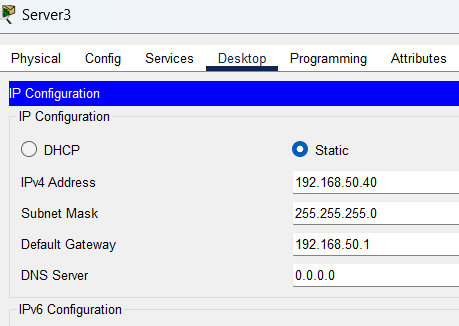 Server3
Physical Config Services Desktop Programming Attributes
IP Configuration
IP Configuration
DHCP Static
IPv4 Address 192.168.50.40
Subnet Mask 255.255.255.0
Default Gateway 192.168.50.1
DNS Server 0.0.0.0
IPv6 Configuration